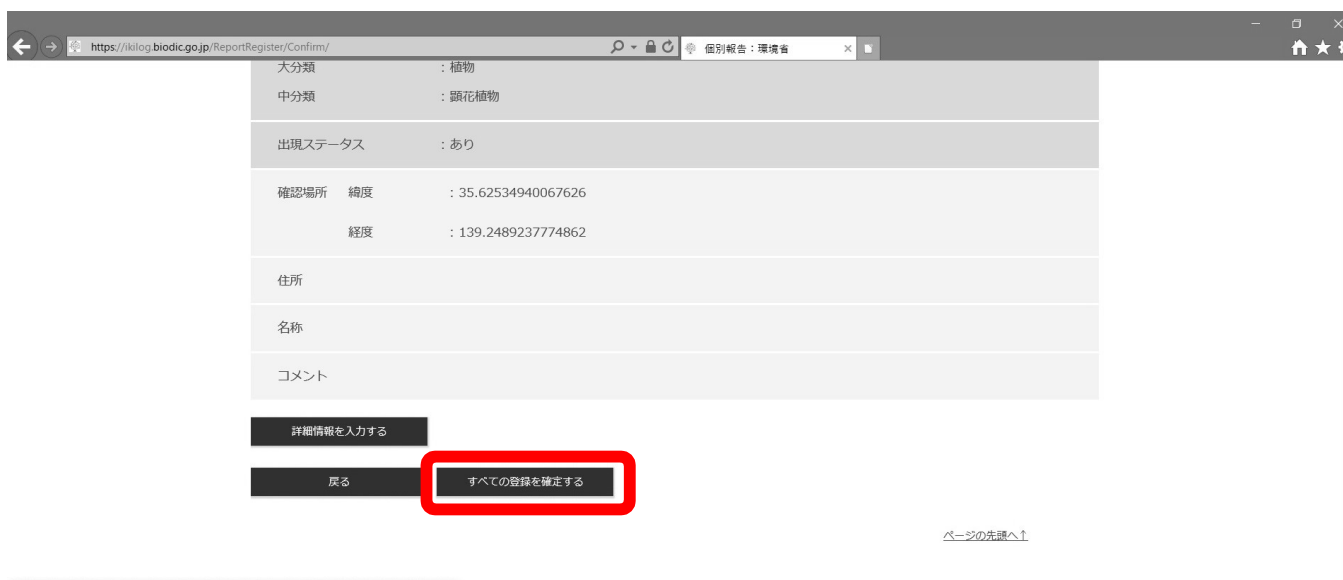 https://ikilog.biodic.go.jp/ReportRegister/Confirm/
個別報告：環境省
大分類 ：植物
中分類 ：顕花植物
出現ステータス ：あり
確認場所 緯度 ：35.62534940067626
経度 ：139.2489237774862
住所
名称
コメント
詳細情報を入力する
戻る すべての登録を確定する
ページの先頭へ↑